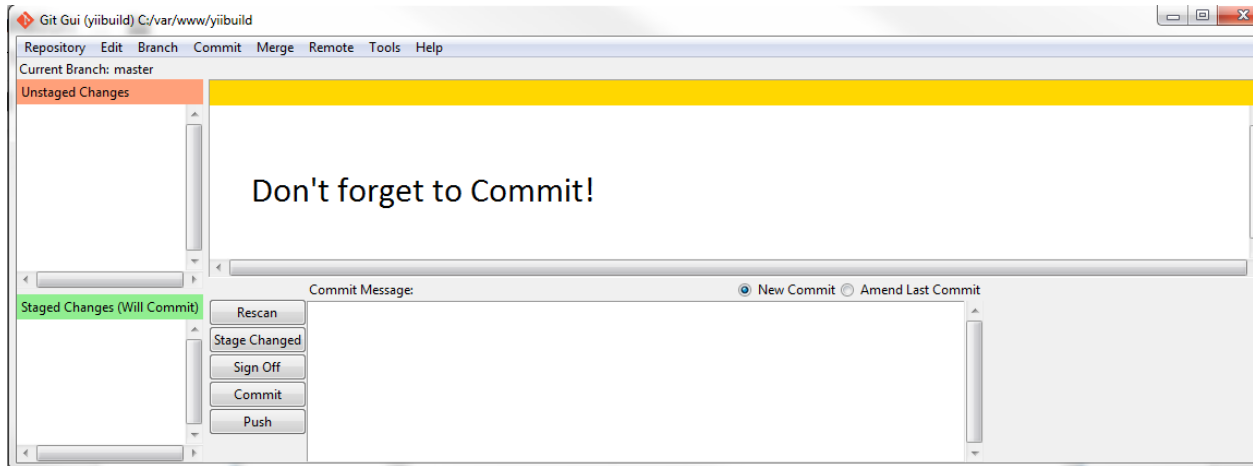 Git Gui (yiibuild) C:/var/www/yiibuild
Repository Edit Branch Commit Merge Remote Tools Help
Current Branch: master
Unstaged Changes
Don't forget to Commit!
Staged Changes (Will Commit)
Commit Message:
New Commit Amend Last Commit
Rescan
Stage Changed
Sign Off
Commit
Push